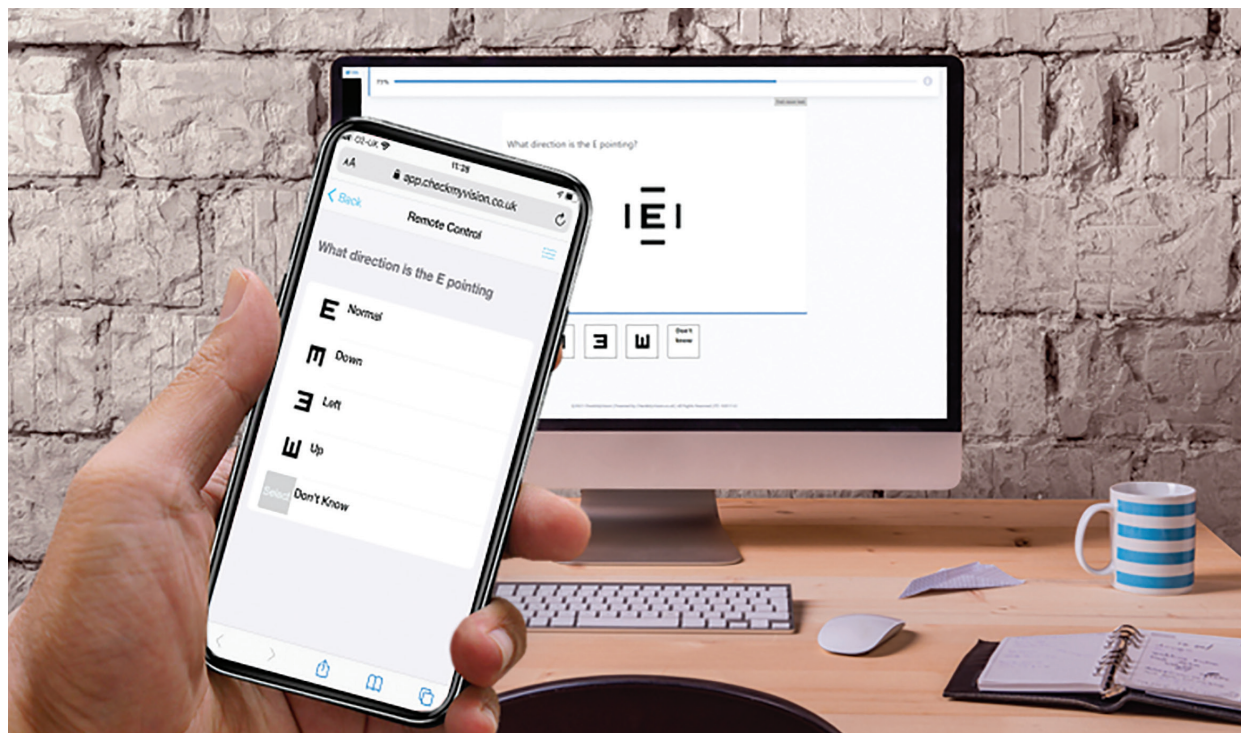 O2-UK
11:28
AA app.checkmyvision.co.uk
Back
Remote Control
What direction is the E pointing
E Normal
E Down
E Left
E Up
Select Don't Know
What direction is the E pointing?
E
E E Don't
know